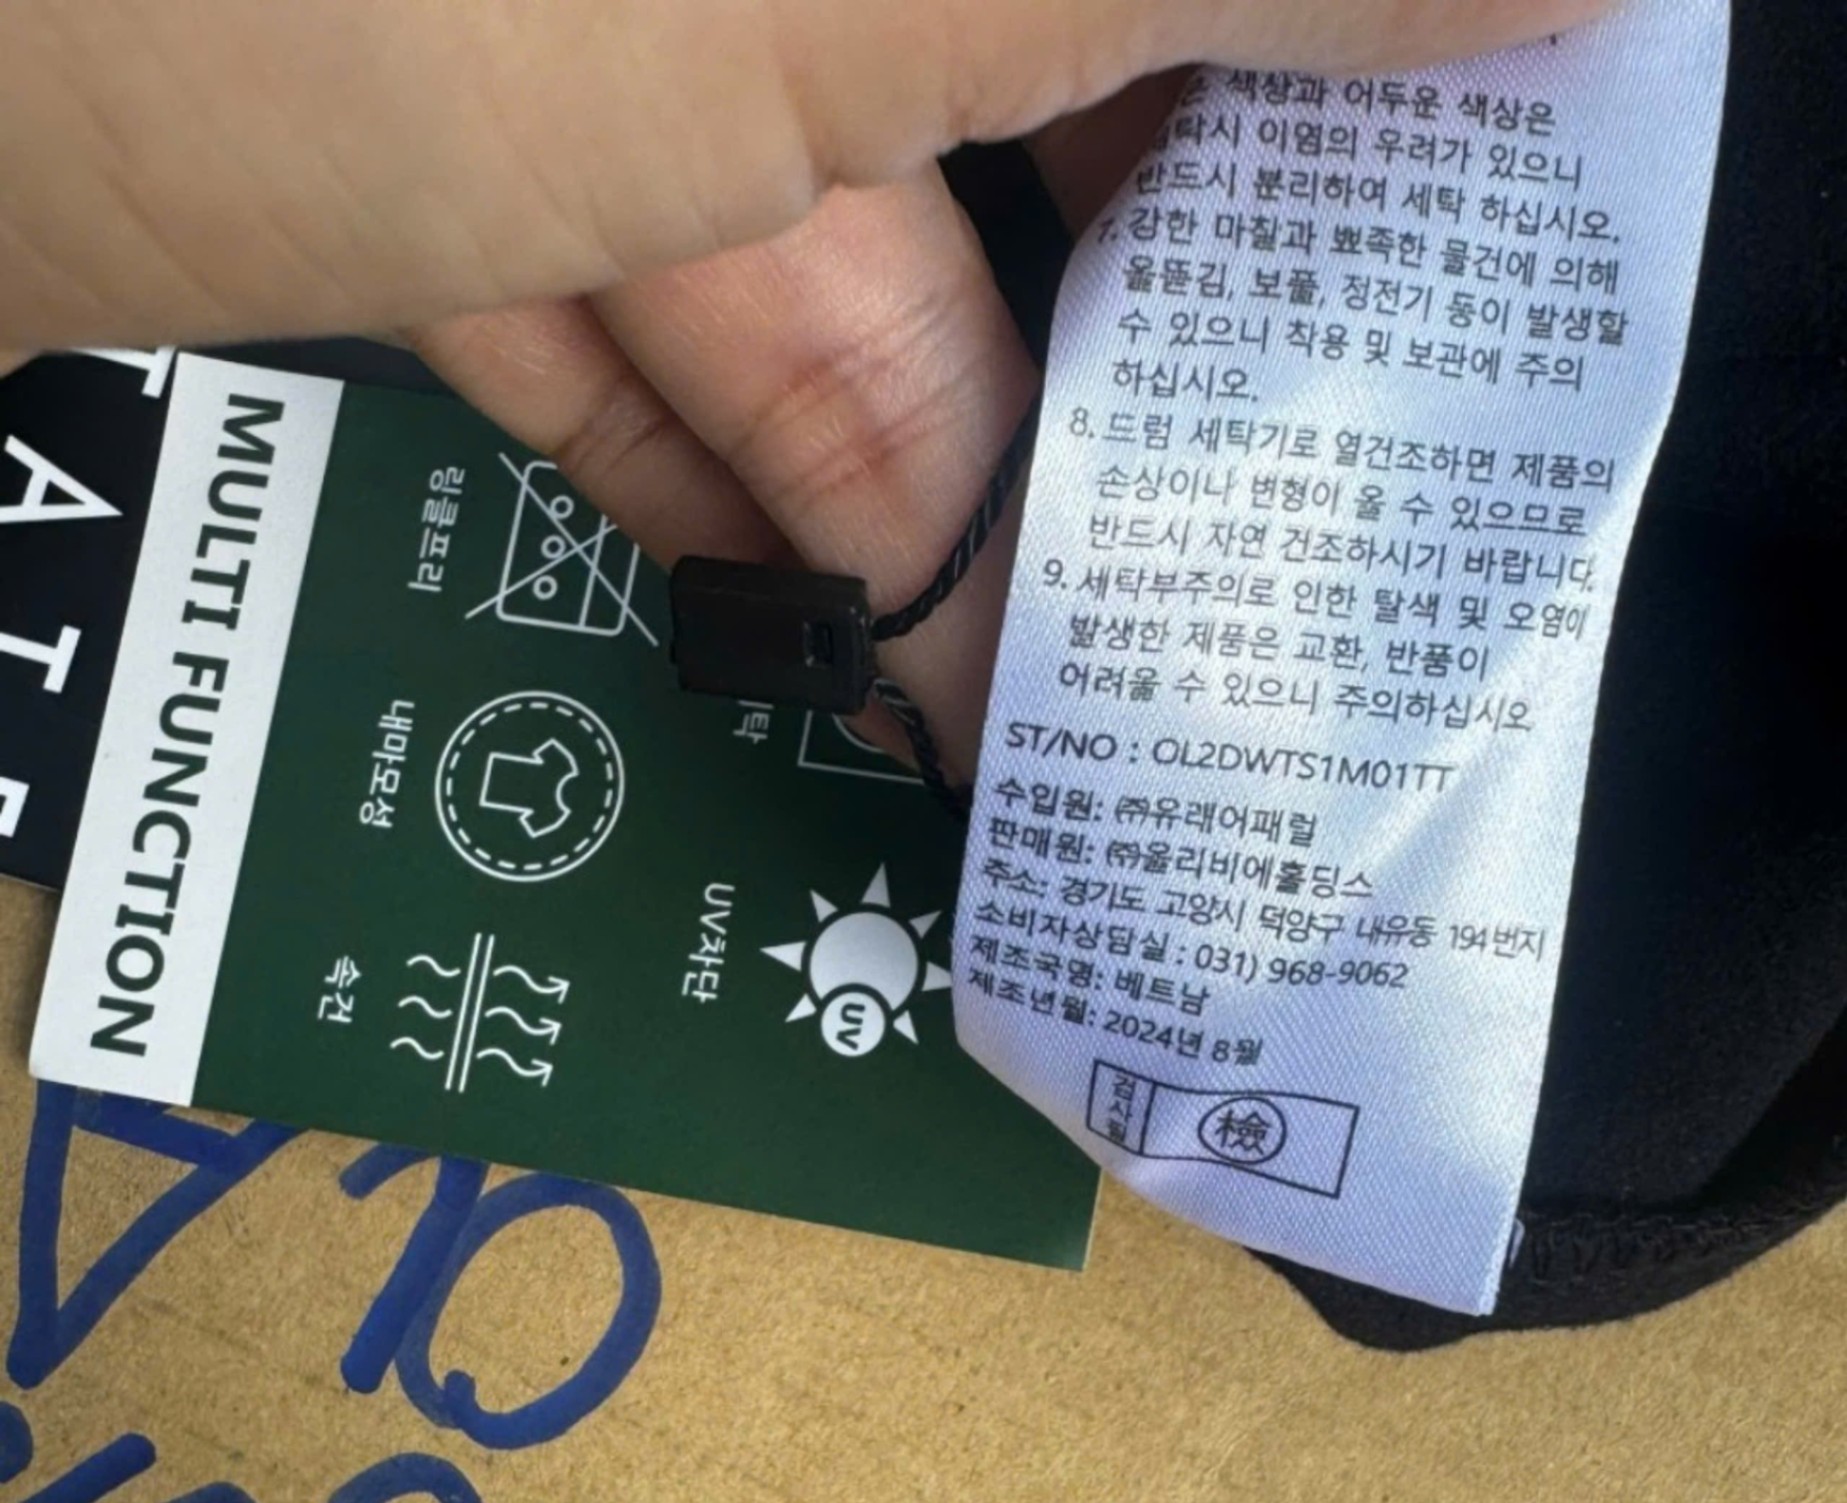 색상과 어두운 색상은
탁시 이염의 우려가 있으니
반드시 분리하여 세탁 하십시오.
7. 강한 마찰과 뾰족한 물건에 의해
올뜯김, 보풀, 정전기 등이 발생할
수 있으니 착용 및 보관에 주의
하십시오.
8. 드럼 세탁기로 열건조하면 제품의
손상이나 변형이 올 수 있으므로
반드시 자연 건조하시기 바랍니다.
9. 세탁부주의로 인한 탈색 및 오염이
발생한 제품은 교환, 반품이
어려울 수 있으니 주의하십시오
ST/NO : OL2DWTS1M01TT
수입원: ㈜유래어패럴
판매원: ㈜올리비에홀딩스
주소: 경기도 고양시 덕양구 내유동 194번지
소비자상담실 : 031) 968-9062
제조국명: 베트남
제조년월: 2024년 8월
검사필
檢
MULTI FUNCTION
링클프리
내마모성
속건
UV차단
UV